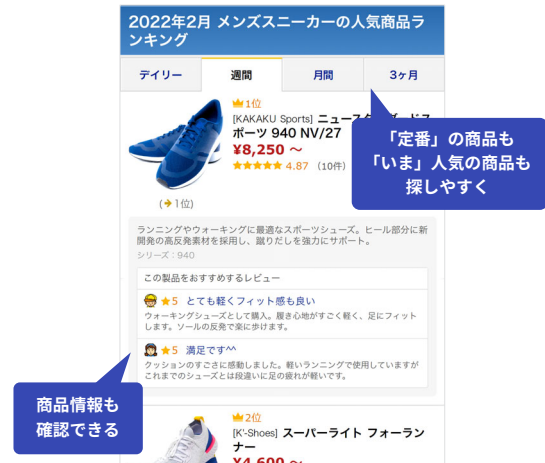 2022年2月 メンズスニーカーの人気商品ラ
ンキング
デイリー
週間
月間
3ヶ月
1位
[KAKAKU Sports] ニュース
ポーツ 940 NV/27
¥8,250 ～
4.87 （10件）
「定番」の商品も
「いま」人気の商品も
探しやすく
(→1位)
ランニングやウォーキングに最適なスポーツシューズ。ヒール部分に新
開発の高反発素材を採用し、蹴りだしを強力にサポート。
シリーズ：940
この製品をおすすめするレビュー
★5 とても軽くフィット感も良い
ウォーキングシューズとして購入。履き心地がすごく軽く、足にフィット
します。ソールの反発で楽に歩けます。
★5 満足です^^
クッションのすごさに感動しました。軽いランニングで使用していますが
これまでのシューズとは段違いに足の疲れが軽いです。
商品情報も
確認できる
2位
[K'-Shoes] スーパーライト フォーラン
ナー
¥4,600 ～